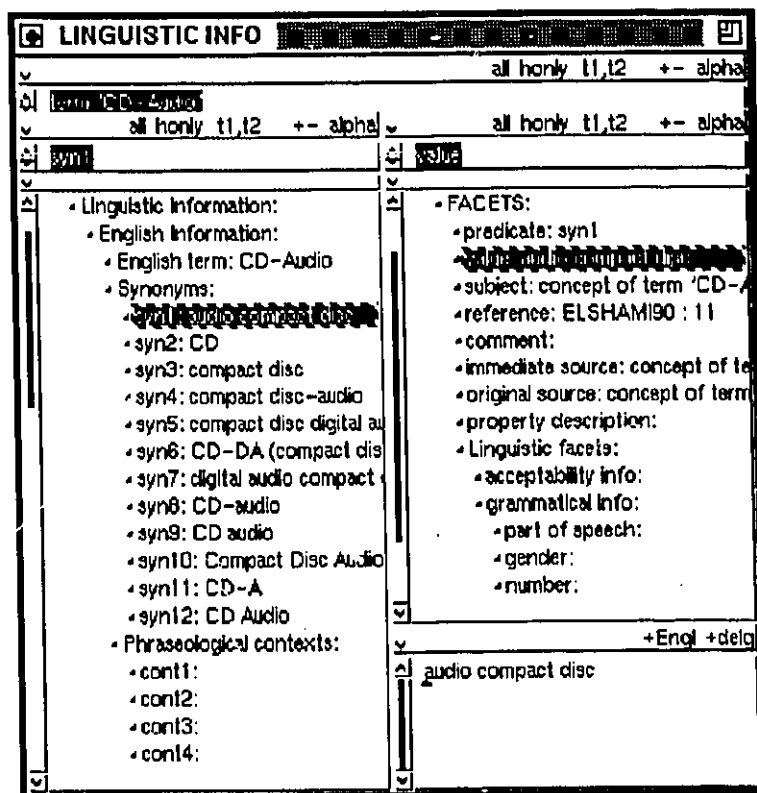 LINGUISTIC INFO
all honly t1,t2 +- alpha
term 'CD-Audio'
all honly t1,t2 +- alpha
syn1
Linguistic Information:
English Information:
English term: CD-Audio
Synonyms:
syn1: audio compact disc
syn2: CD
syn3: compact disc
syn4: compact disc-audio
syn5: compact disc digital au
syn6: CD-DA (compact dis
syn7: digital audio compact
syn8: CD-audio
syn9: CD audio
syn10: Compact Disc Audio
syn11: CD-A
syn12: CD Audio
Phraseological contexts:
cont1:
cont2:
cont3:
cont4:
all honly t1,t2 +- alpha
value
FACETS:
predicate: syn1
subject: concept of term 'CD-A
reference: ELSHAMI90 : 11
comment:
immediate source: concept of te
original source: concept of term
property description:
Linguistic facets:
acceptability info:
grammatical info:
part of speech:
gender:
number:
+Engl +delg
audio compact disc